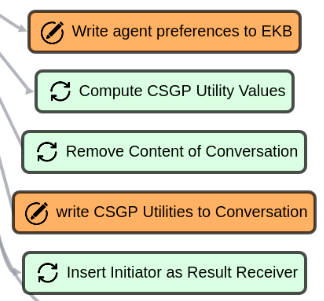 Write agent preferences to EKB
Compute CSGP Utility Values
Remove Content of Conversation
write CSGP Utilities to Conversation
Insert Initiator as Result Receiver